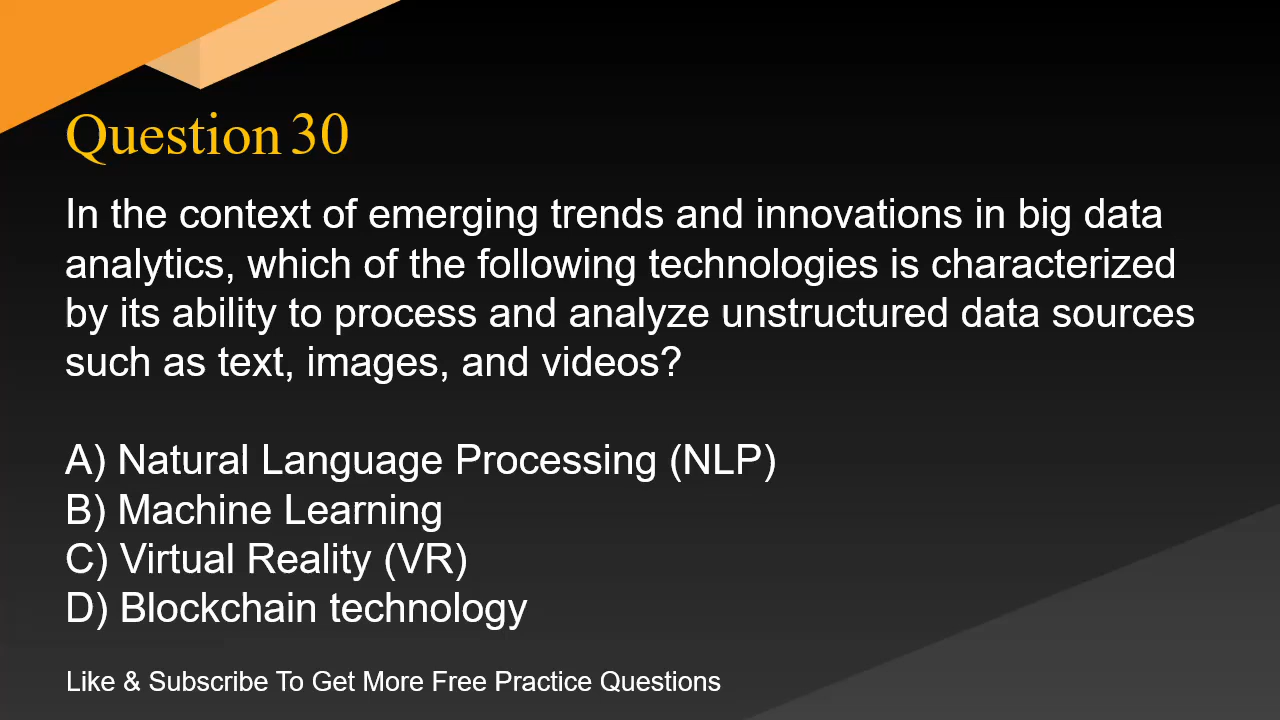 Question 30
In the context of emerging trends and innovations in big data
analytics, which of the following technologies is characterized
by its ability to process and analyze unstructured data sources
such as text, images, and videos?
A) Natural Language Processing (NLP)
B) Machine Learning
C) Virtual Reality (VR)
D) Blockchain technology
Like & Subscribe To Get More Free Practice Questions